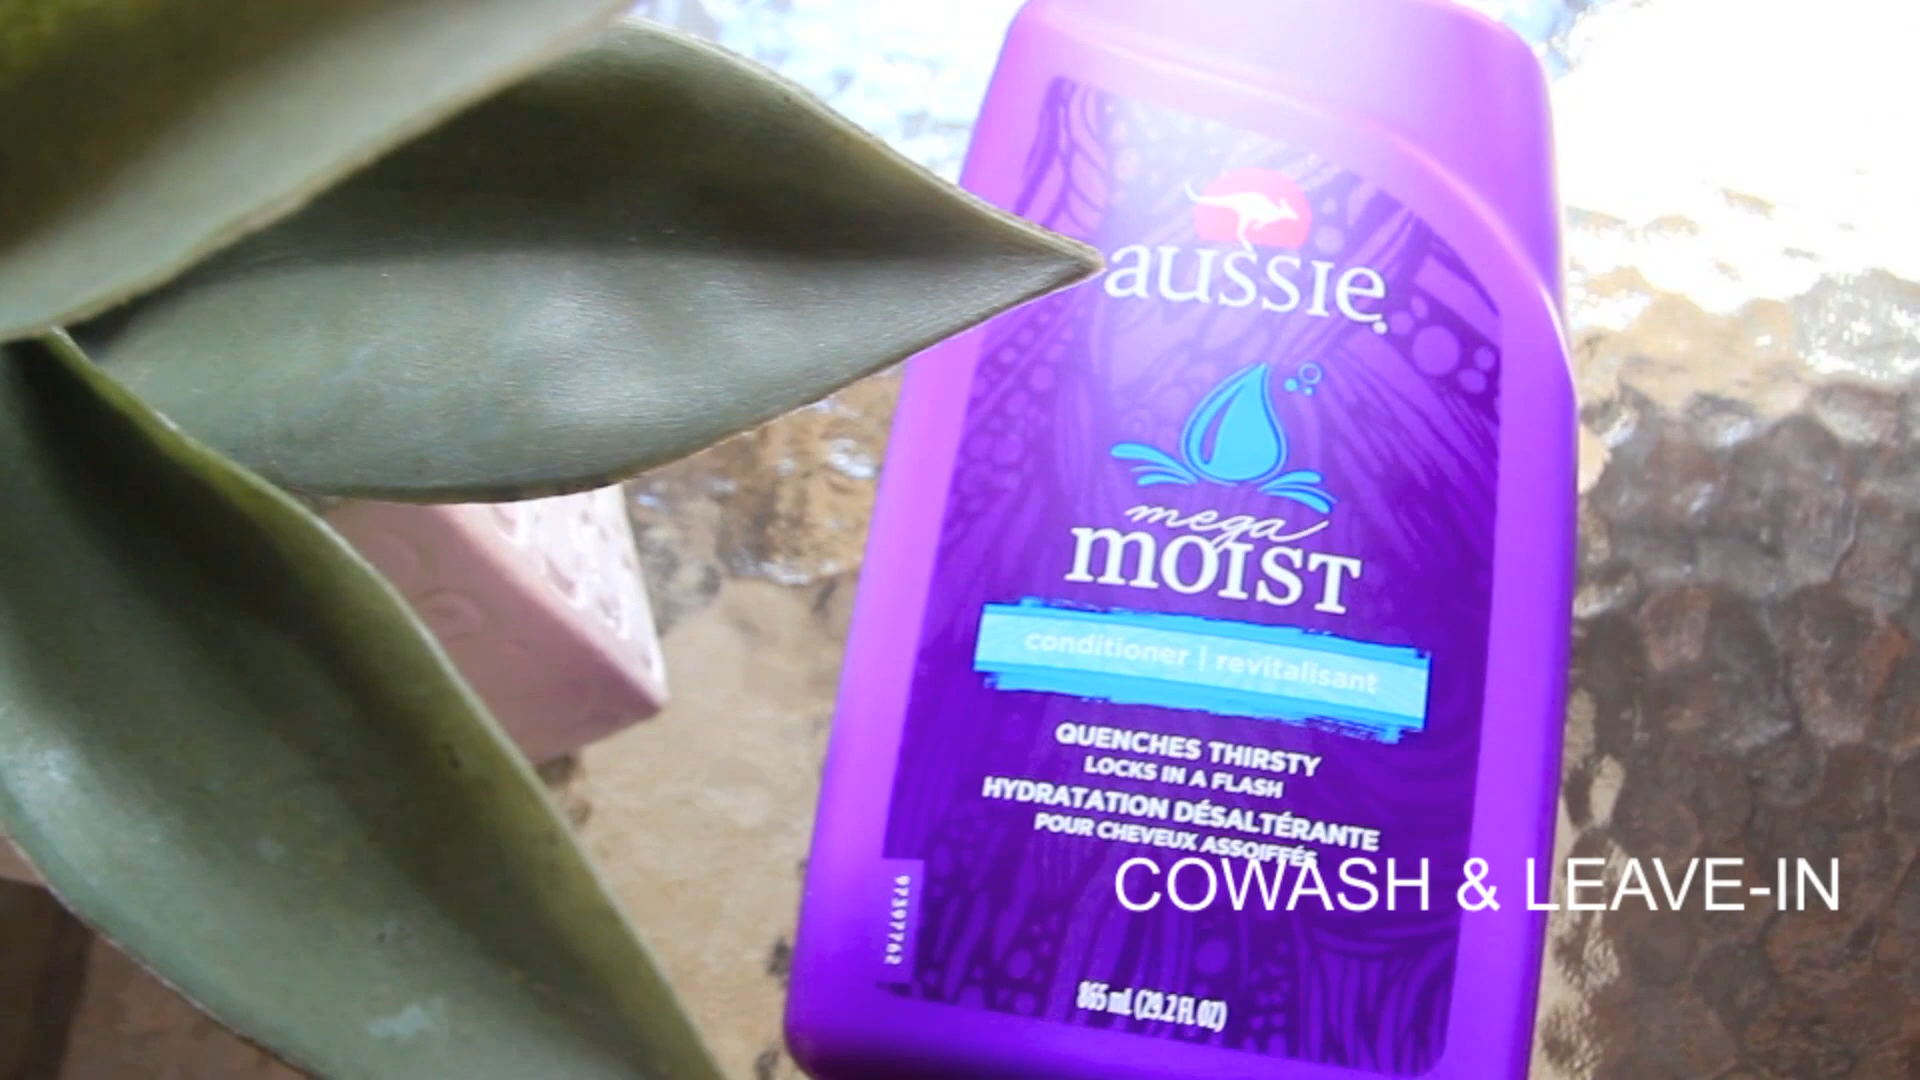 aussie
mega
moist
conditioner | revitalisant
QUENCHES THIRSTY
LOCKS IN A FLASH
HYDRATATION DÉSALTÉRANTE
POUR CHEVEUX ASSOIFFÉS
COWASH & LEAVE-IN
97397762
865 mL (29.2 FL OZ)